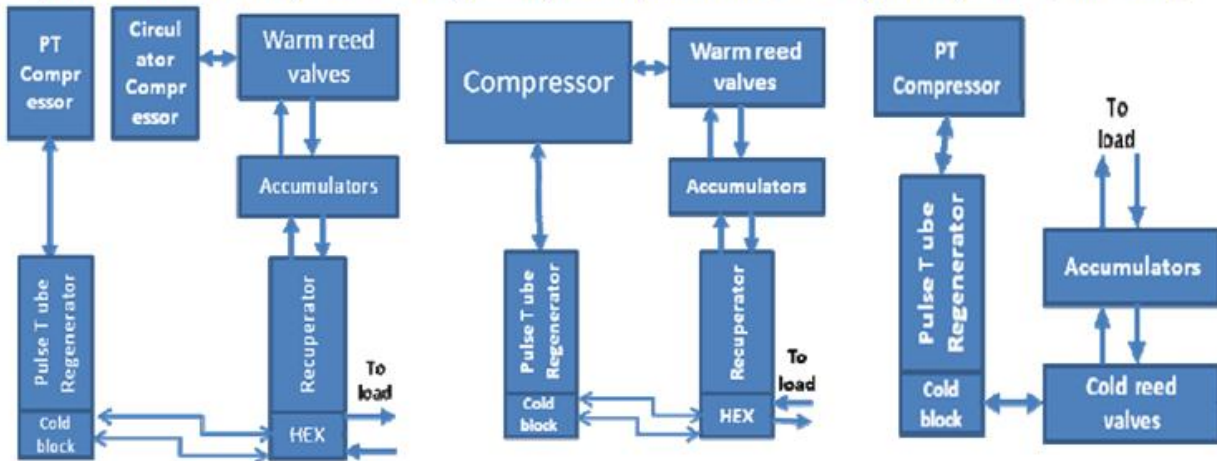 PT
Compr
essor
Circul
ator
Compr
essor
Warm reed
valves
Accumulators
Pulse T ube
Regenerator
Cold
block
Recuperator
HEX
To
load
Compressor
Warm reed
valves
Accumulators
Pulse T ube
Regenerator
Cold
block
Recuperator
HEX
To
load
PT
Compressor
To
load
Pulse T ube
Regenerator
Cold
block
Accumulators
Cold reed
valves